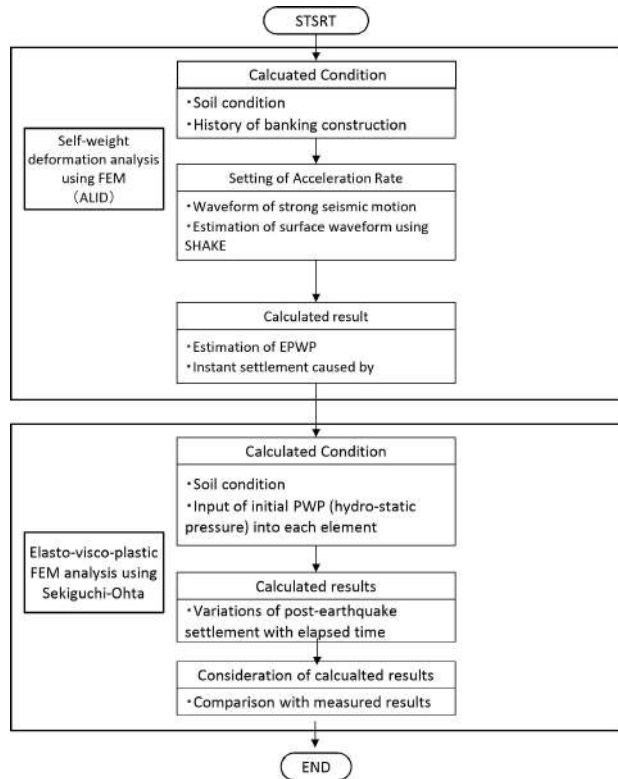 STSRT
Calcuated Condition
・Soil condition
・History of banking construction
Self-weight
deformation analysis
using FEM
（ALID）
Setting of Acceleration Rate
・Waveform of strong seismic motion
・Estimation of surface waveform using
SHAKE
Calculated result
・Estimation of EPWP
・Instant settlement caused by
Calculated Condition
・Soil condition
・Input of initial PWP (hydro-static
pressure) into each element
Elasto-visco-plastic
FEM analysis using
Sekiguchi-Ohta
Calculated results
・Variations of post-earthquake
settlement with elapsed time
Consideration of calcualted results
・Comparison with measured results
END